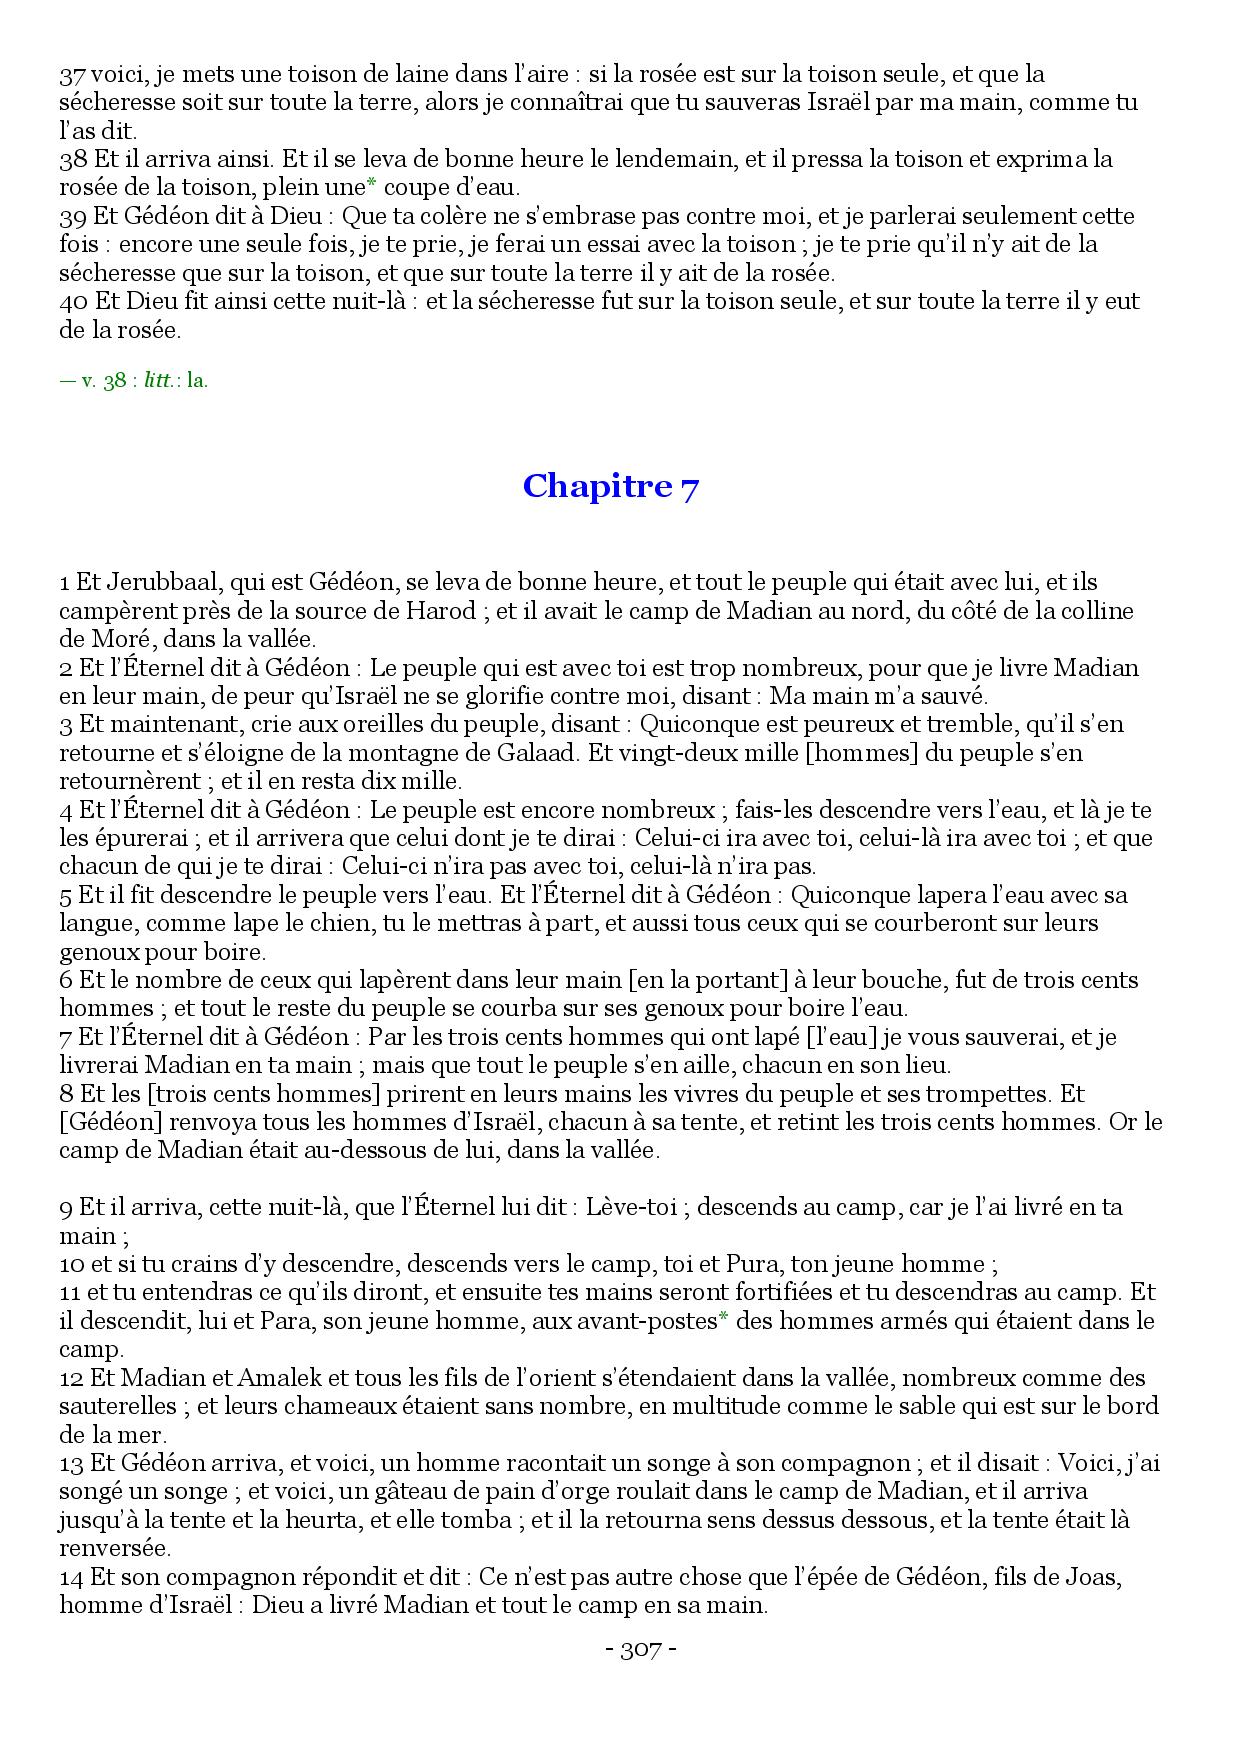 37 voici, je mets une toison de laine dans l’aire : si la rosée est sur la toison seule, et que la
sécheresse soit sur toute la terre, alors je connaîtrai que tu sauveras Israël par ma main, comme tu
l’as dit.
38 Et il arriva ainsi. Et il se leva de bonne heure le lendemain, et il pressa la toison et exprima la
rosée de la toison, plein une* coupe d’eau.
39 Et Gédéon dit à Dieu : Que ta colère ne s’embrase pas contre moi, et je parlerai seulement cette
fois : encore une seule fois, je te prie, je ferai un essai avec la toison ; je te prie qu’il n’y ait de la
sécheresse que sur la toison, et que sur toute la terre il y ait de la rosée.
40 Et Dieu fit ainsi cette nuit-là : et la sécheresse fut sur la toison seule, et sur toute la terre il y eut
de la rosée.
— v. 38 : litt.: la.
Chapitre 7
1 Et Jerubbaal, qui est Gédéon, se leva de bonne heure, et tout le peuple qui était avec lui, et ils
campèrent près de la source de Harod ; et il avait le camp de Madian au nord, du côté de la colline
de Moré, dans la vallée.
2 Et l’Éternel dit à Gédéon : Le peuple qui est avec toi est trop nombreux, pour que je livre Madian
en leur main, de peur qu’Israël ne se glorifie contre moi, disant : Ma main m’a sauvé.
3 Et maintenant, crie aux oreilles du peuple, disant : Quiconque est peureux et tremble, qu’il s’en
retourne et s’éloigne de la montagne de Galaad. Et vingt-deux mille [hommes] du peuple s’en
retournèrent ; et il en resta dix mille.
4 Et l’Éternel dit à Gédéon : Le peuple est encore nombreux ; fais-les descendre vers l’eau, et là je te
les épurerai ; et il arrivera que celui dont je te dirai : Celui-ci ira avec toi, celui-là ira avec toi ; et que
chacun de qui je te dirai : Celui-ci n’ira pas avec toi, celui-là n’ira pas.
5 Et il fit descendre le peuple vers l’eau. Et l’Éternel dit à Gédéon : Quiconque lapera l’eau avec sa
langue, comme lape le chien, tu le mettras à part, et aussi tous ceux qui se courberont sur leurs
genoux pour boire.
6 Et le nombre de ceux qui lapèrent dans leur main [en la portant] à leur bouche, fut de trois cents
hommes ; et tout le reste du peuple se courba sur ses genoux pour boire l’eau.
7 Et l’Éternel dit à Gédéon : Par les trois cents hommes qui ont lapé [l’eau] je vous sauverai, et je
livrerai Madian en ta main ; mais que tout le peuple s’en aille, chacun en son lieu.
8 Et les [trois cents hommes] prirent en leurs mains les vivres du peuple et ses trompettes. Et
[Gédéon] renvoya tous les hommes d’Israël, chacun à sa tente, et retint les trois cents hommes. Or le
camp de Madian était au-dessous de lui, dans la vallée.
9 Et il arriva, cette nuit-là, que l’Éternel lui dit : Lève-toi ; descends au camp, car je l’ai livré en ta
main ;
10 et si tu crains d’y descendre, descends vers le camp, toi et Pura, ton jeune homme ;
11 et tu entendras ce qu’ils diront, et ensuite tes mains seront fortifiées et tu descendras au camp. Et
il descendit, lui et Para, son jeune homme, aux avant-postes* des hommes armés qui étaient dans le
camp.
12 Et Madian et Amalek et tous les fils de l’orient s’étendaient dans la vallée, nombreux comme des
sauterelles ; et leurs chameaux étaient sans nombre, en multitude comme le sable qui est sur le bord
de la mer.
13 Et Gédéon arriva, et voici, un homme racontait un songe à son compagnon ; et il disait : Voici, j’ai
songé un songe ; et voici, un gâteau de pain d’orge roulait dans le camp de Madian, et il arriva
jusqu’à la tente et la heurta, et elle tomba ; et il la retourna sens dessus dessous, et la tente était là
renversée.
14 Et son compagnon répondit et dit : Ce n’est pas autre chose que l’épée de Gédéon, fils de Joas,
homme d’Israël : Dieu a livré Madian et tout le camp en sa main.
- 307 -